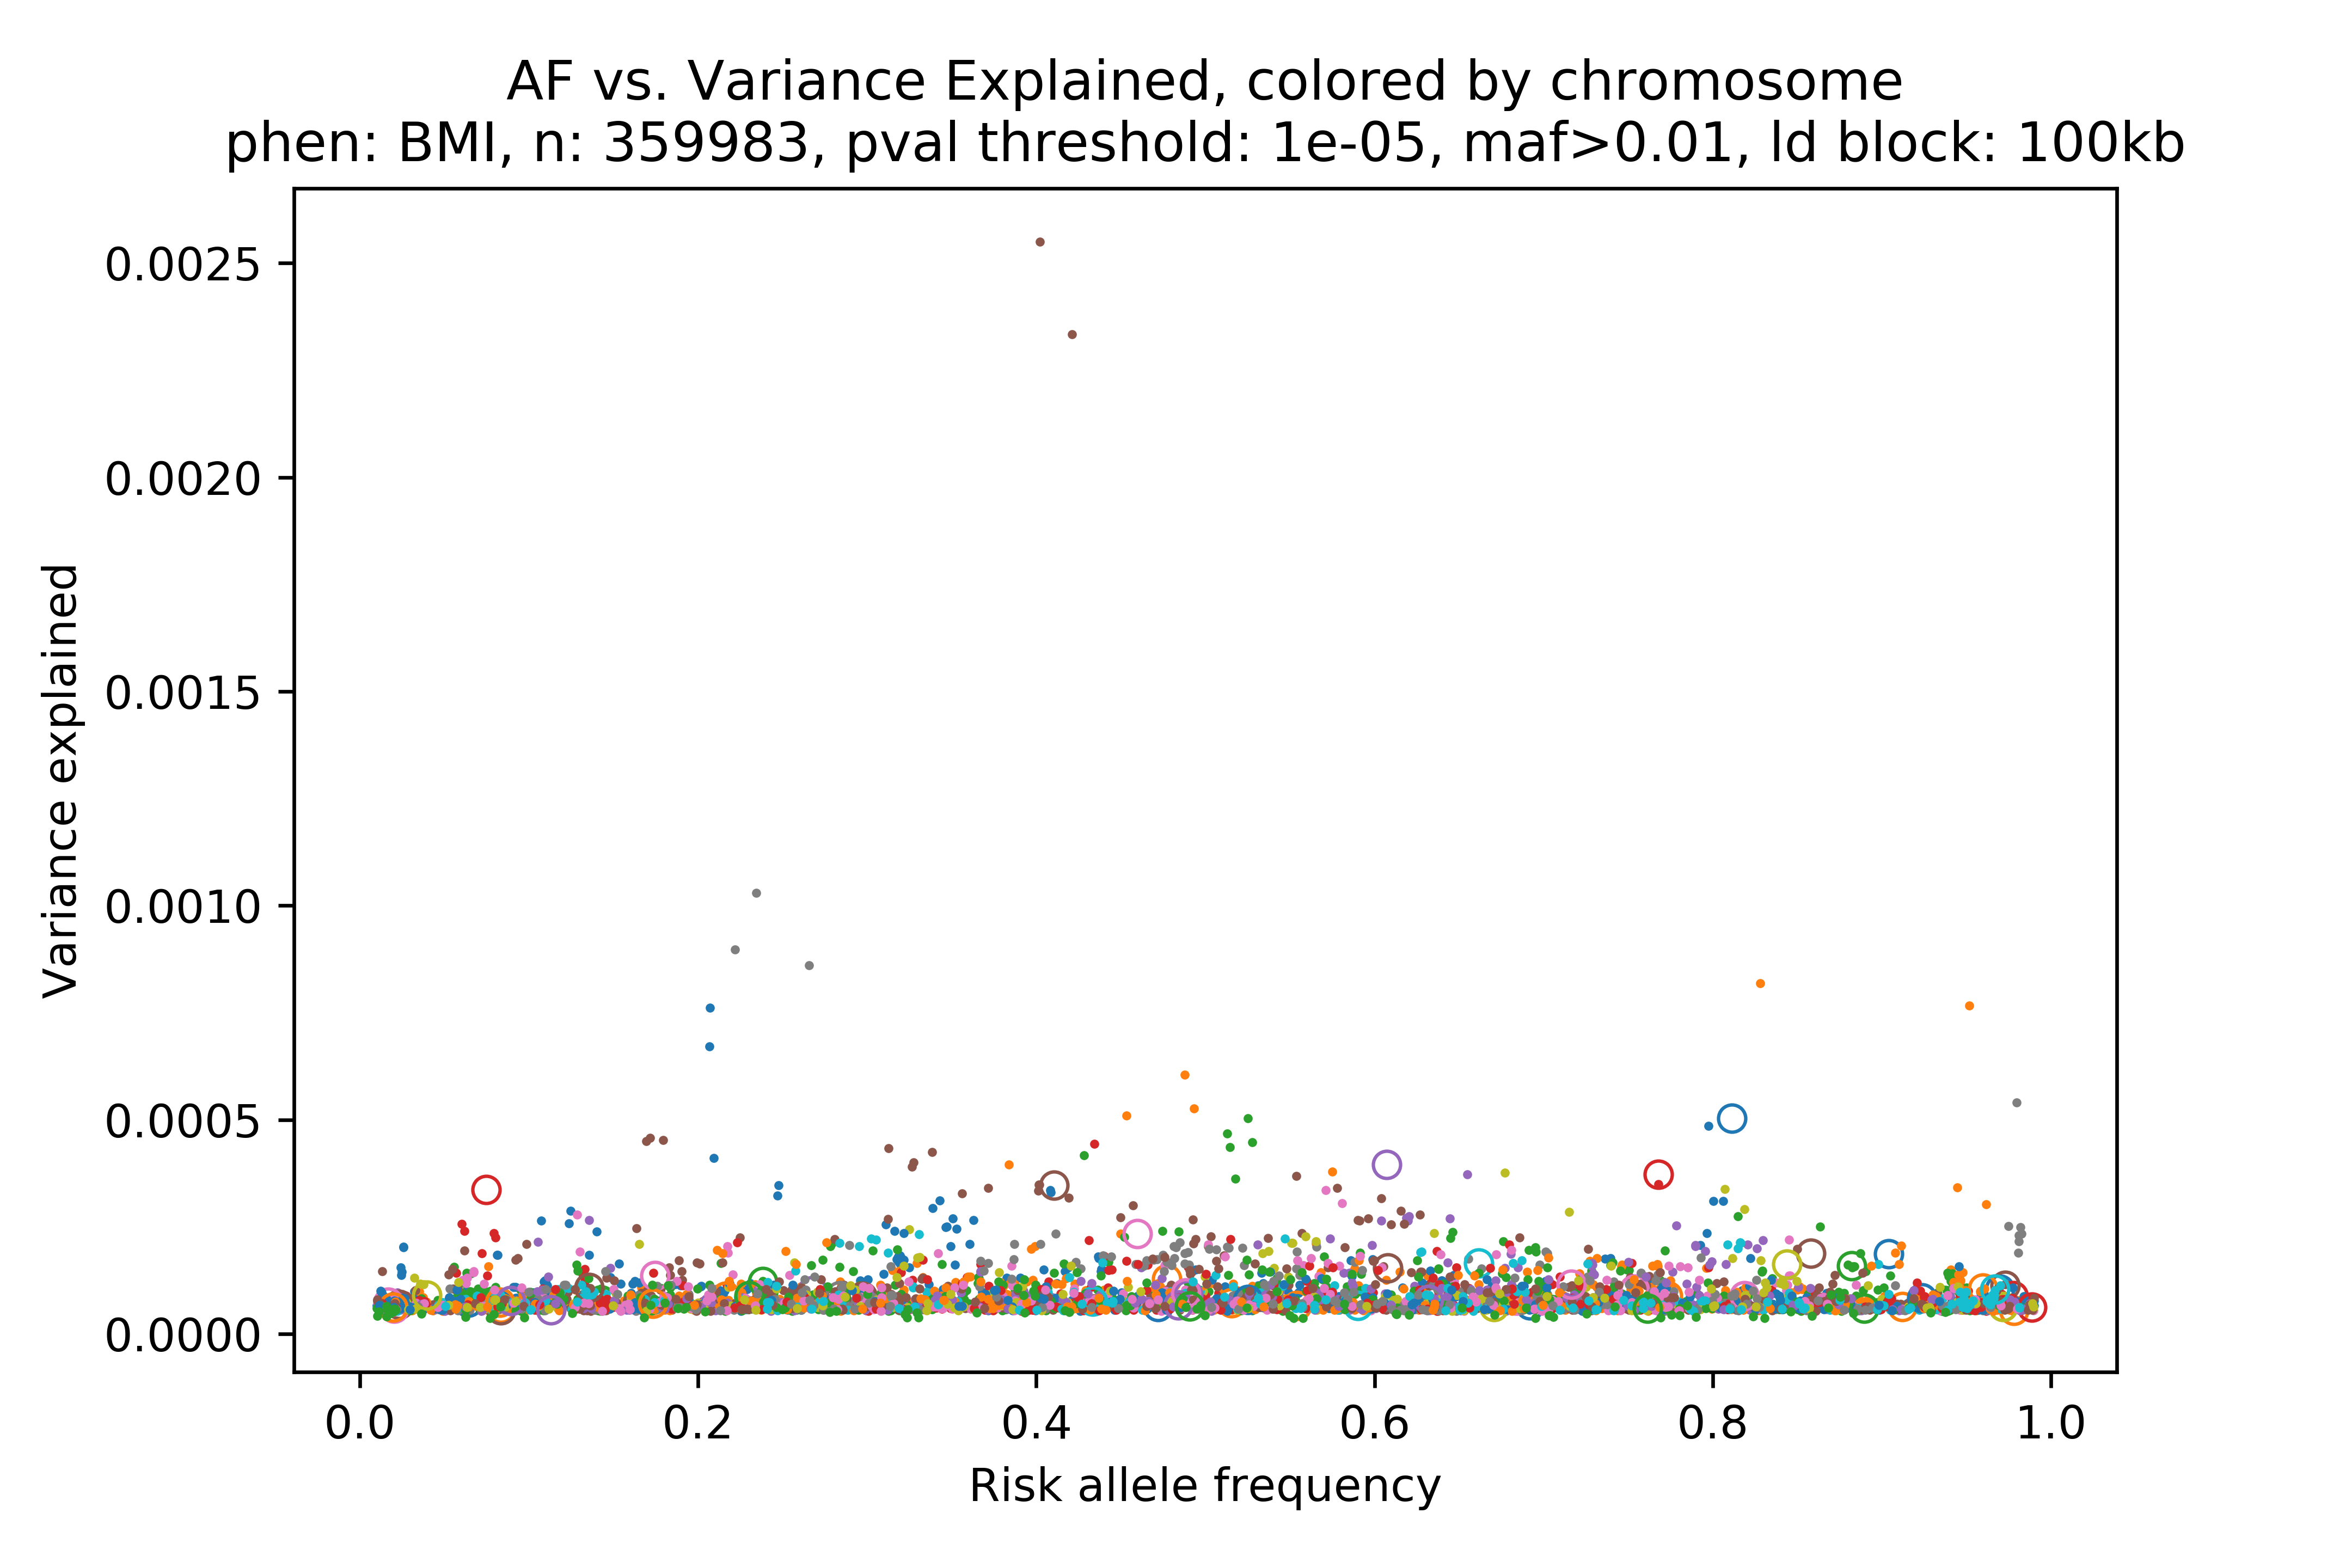 AF vs. Variance Explained, colored by chromosome
phen: BMI, n: 359983, pval threshold: 1e-05, maf>0.01, ld block: 100kb
0.0025
0.0020
0.0015
0.0010
0.0005
0.0000
Variance explained
0.0 0.2 0.4 0.6 0.8 1.0
Risk allele frequency